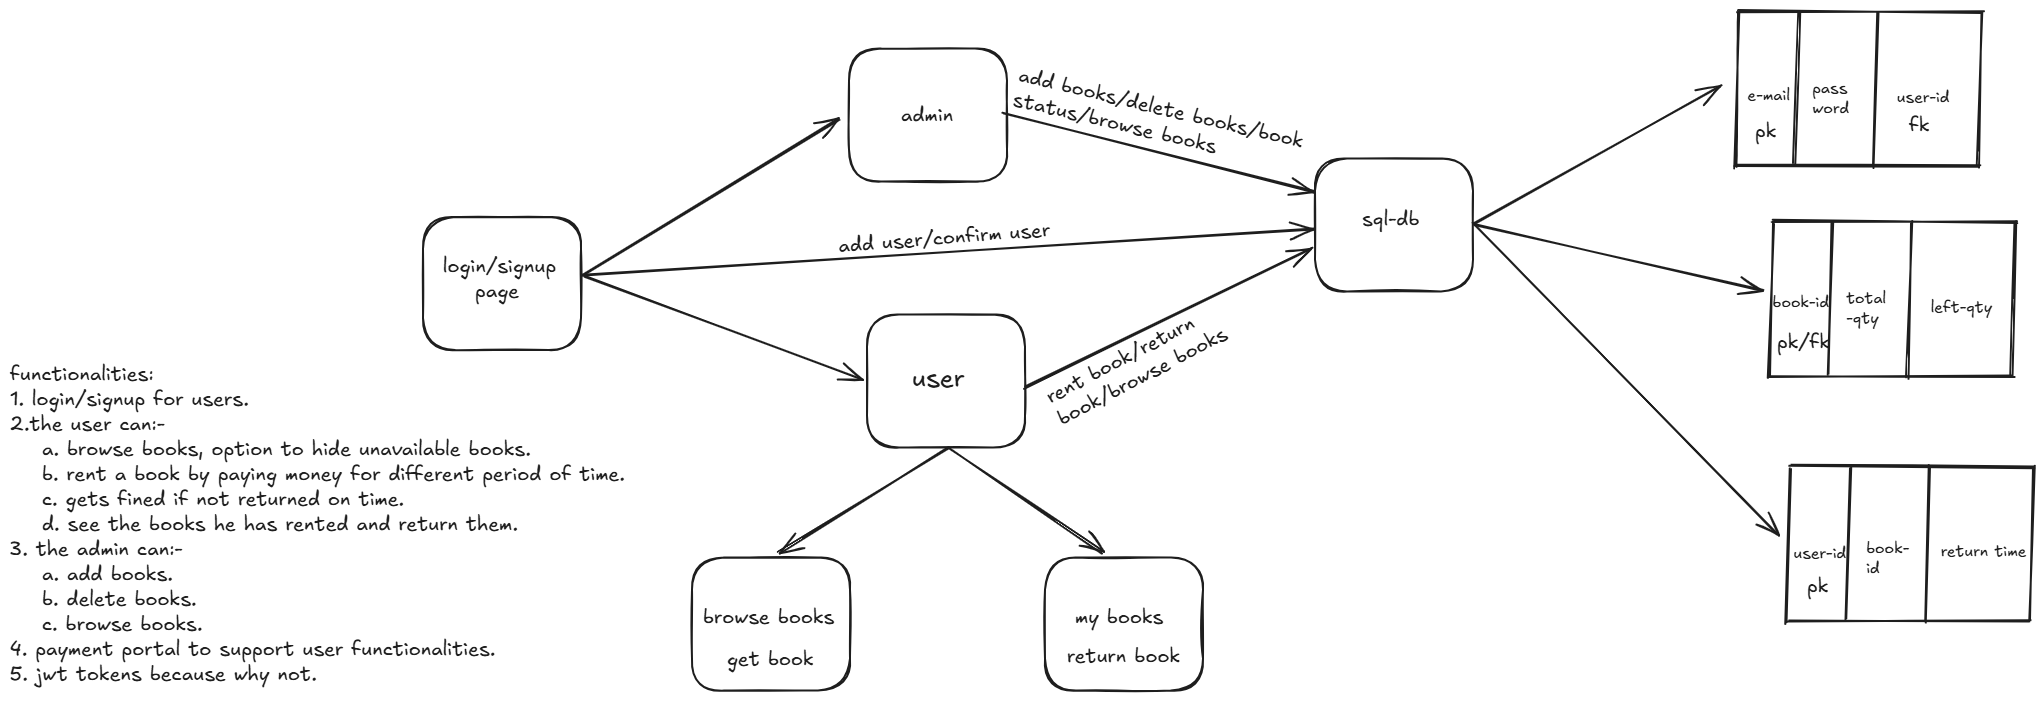 admin
add books/delete books/book
status/browse books
login/signup
page
add user/confirm user
user
rent book/return
book/browse books
sql-db
e-mail
pk
pass
word
user-id
fk
book-id
pk/fk
total
-qty
left-qty
user-id
pk
book-
id
return time
browse books
get book
my books
return book
functionalities:
1. login/signup for users.
2.the user can:-
a. browse books, option to hide unavailable books.
b. rent a book by paying money for different period of time.
c. gets fined if not returned on time.
d. see the books he has rented and return them.
3. the admin can:-
a. add books.
b. delete books.
c. browse books.
4. payment portal to support user functionalities.
5. jwt tokens because why not.